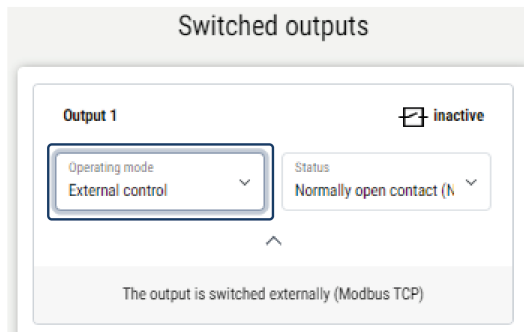 Switched outputs
Output 1
inactive
Operating mode
External control
Status
Normally open contact (N
The output is switched externally (Modbus TCP)